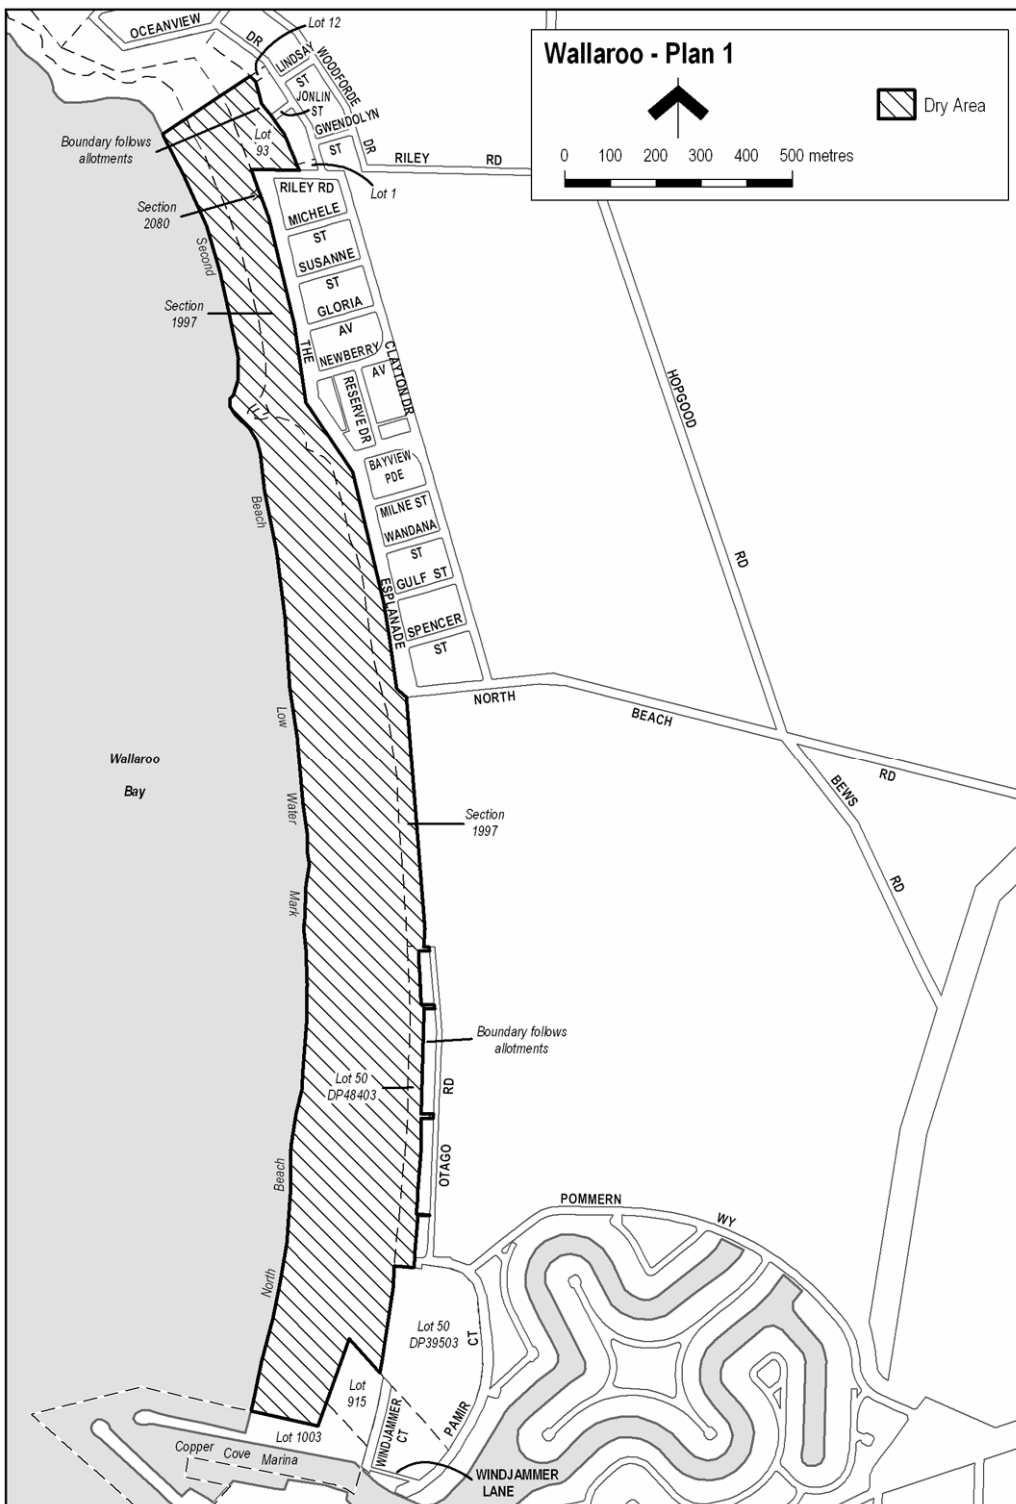 Wallaroo - Plan 1
Dry Area
0 100 200 300 400 500 metres
OCEANVIEW
DR
Lot 12
LINDSAY
ST
WOODFORDE
DR
JONLIN
ST
GWENDOLYN
ST
Boundary follows
allotments
Lot
93
RILEY RD
Lot 1
RILEY RD
MICHELE
ST
Section
2080
Second
SUSANNE
ST
Section
1997
GLORIA
AV
THE
NEWBERRY
AV
CLAYTON DR
RESERVE DR
HOPGOOD
RD
BAYVIEW
PDE
Beach
MILNE ST
WANDANA
ST
GULF ST
ESPLANADE
SPENCER
ST
NORTH
BEACH
RD
Low
Wallaroo
Bay
Water
BEWS
RD
Section
1997
Mark
Boundary follows
allotments
Lot 50
DP48403
RD
OTAGO
Beach
POMMERN
WY
North
Lot 50
DP39503
CT
PAMIR
Lot
915
WINDJAMMER
CT
Lot 1003
Copper Cove Marina
WINDJAMMER
LANE